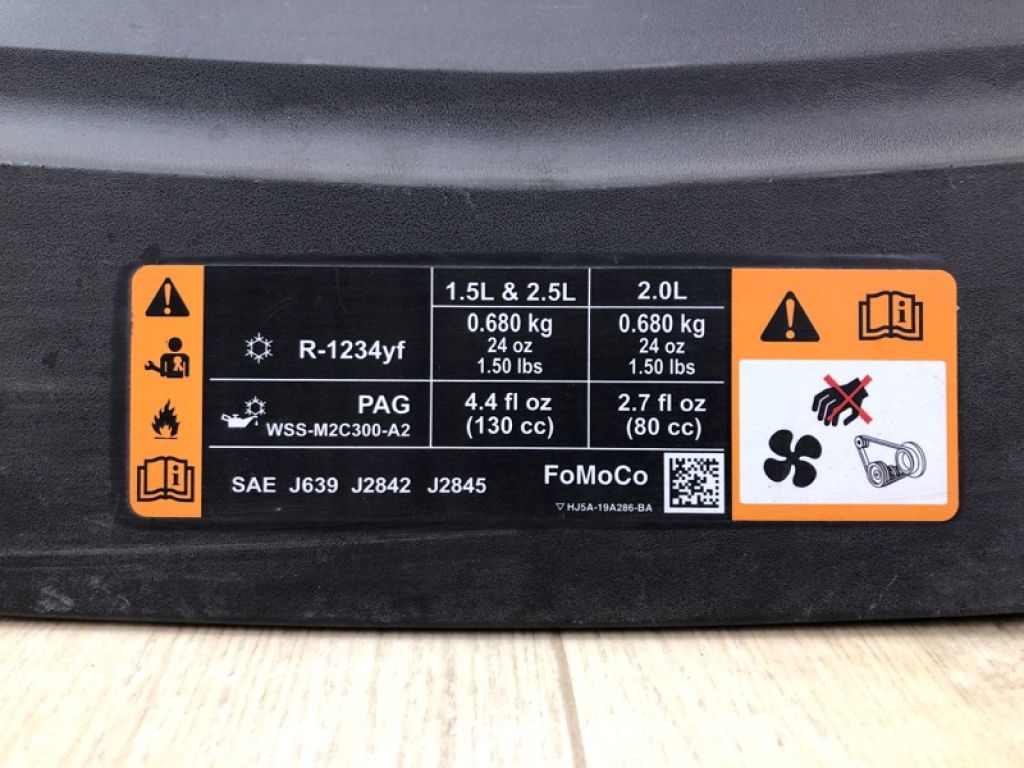 1.5L & 2.5L 2.0L
R-1234yf 0.680 kg 0.680 kg
24 oz 24 oz
1.50 lbs 1.50 lbs
PAG 4.4 fl oz 2.7 fl oz
WSS-M2C300-A2 (130 cc) (80 cc)
SAE J639 J2842 J2845 FoMoCo
HJ5A-19A286-BA